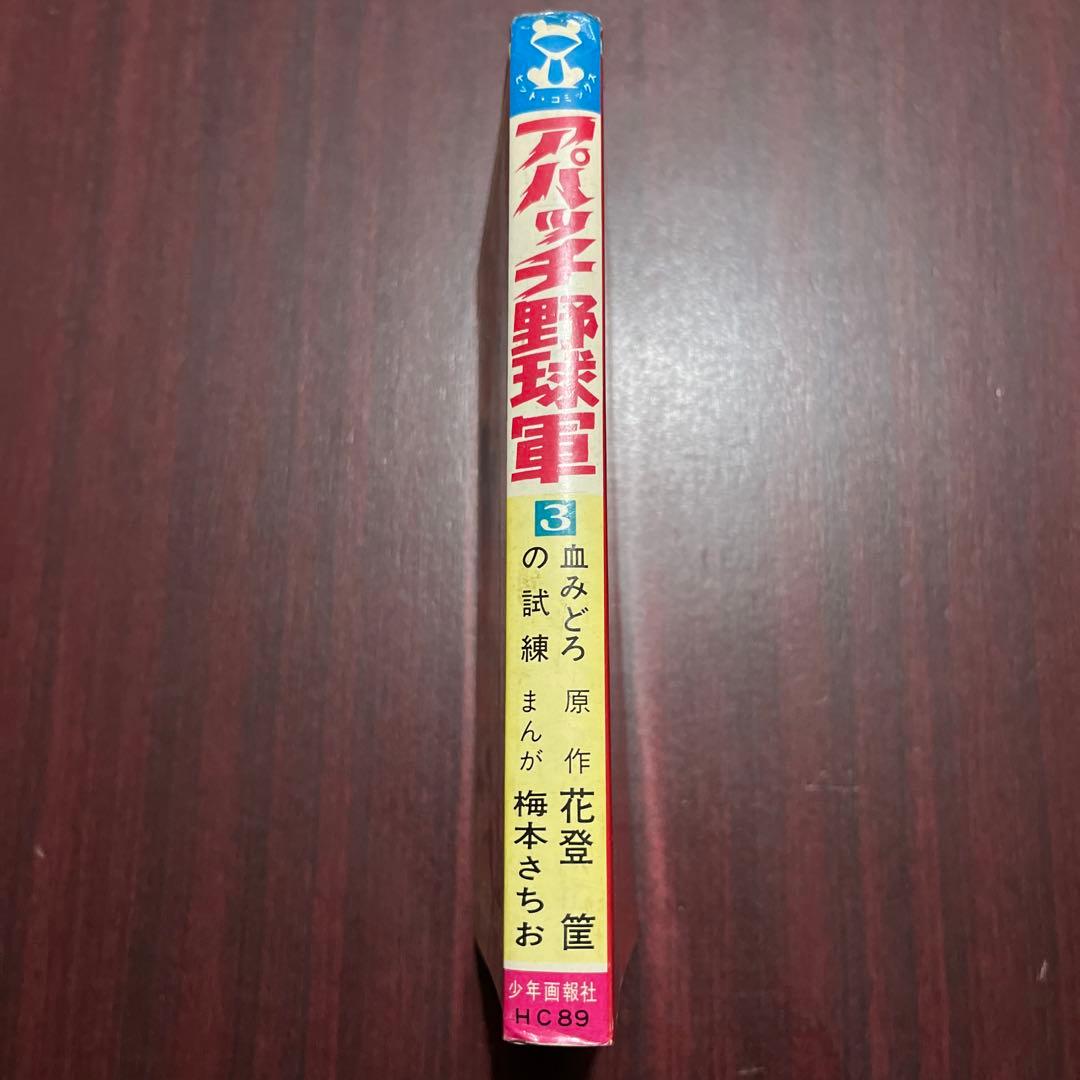 ヒット・コミックス
アパッチ野球軍
3
血みどろ
の試練
原作 花登 筐
まんが 梅本さちお
少年画報社
HC89